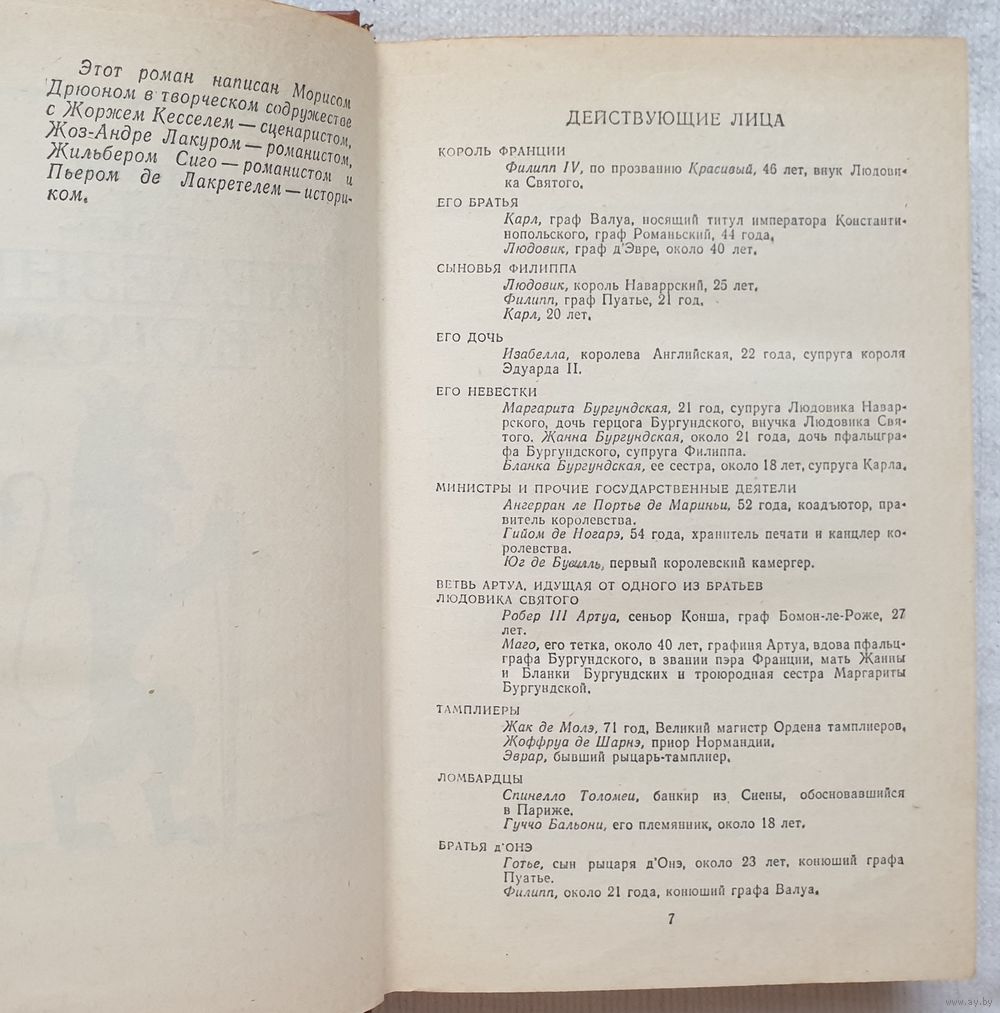 Этот роман написан Морисом
Дрюоном в творческом содружестве
с Жоржем Кесселем — сценаристом,
Жоз-Андре Лакуром — романистом,
Жильбером Сиго — романистом и
Пьером де Лакретелем — истори-
ком.
ДЕЙСТВУЮЩИЕ ЛИЦА
КОРОЛЬ ФРАНЦИИ
Филипп IV, по прозванию Красивый, 46 лет, внук Людови-
ка Святого.
ЕГО БРАТЬЯ
Карл, граф Валуа, носящий титул императора Константи-
нопольского, граф Романьский, 44 года.
Людовик, граф д'Эвре, около 40 лет.
СЫНОВЬЯ ФИЛИППА
Людовик, король Наваррский, 25 лет.
Филипп, граф Пуатье, 21 год.
Карл, 20 лет.
ЕГО ДОЧЬ
Изабелла, королева Английская, 22 года, супруга короля
Эдуарда II.
ЕГО НЕВЕСТКИ
Маргарита Бургундская, 21 год, супруга Людовика Навар-
рского, дочь герцога Бургундского, внучка Людовика Свя-
того. Жанна Бургундская, около 21 года, дочь пфальцгра-
фа Бургундского, супруга Филиппа.
Бланка Бургундская, ее сестра, около 18 лет, супруга Карла.
МИНИСТРЫ И ПРОЧИЕ ГОСУДАРСТВЕННЫЕ ДЕЯТЕЛИ
Ангерран ле Портье де Мариньи, 52 года, коадъютор, пра-
витель королевства.
Гийом де Ногарэ, 54 года, хранитель печати и канцлер ко-
ролевства.
Юг де Бувилль, первый королевский камергер.
ВЕТВЬ АРТУА, ИДУЩАЯ ОТ ОДНОГО ИЗ БРАТЬЕВ
ЛЮДОВИКА СВЯТОГО
Робер III Артуа, сеньор Конша, граф Бомон-ле-Роже, 27
лет.
Маго, его тетка, около 40 лет, графиня Артуа, вдова пфальц-
графа Бургундского, в звании пэра Франции, мать Жанны
и Бланки Бургундских и троюродная сестра Маргариты
Бургундской.
ТАМПЛИЕРЫ
Жак де Молэ, 71 год, Великий магистр Ордена тамплиеров.
Жоффруа де Шарнэ, приор Нормандии.
Эврар, бывший рыцарь-тамплиер.
ЛОМБАРДЦЫ
Спинелло Толомеи, банкир из Сиены, обосновавшийся
в Париже.
Гуччо Бальони, его племянник, около 18 лет.
БРАТЬЯ д'ОНЭ
Готье, сын рыцаря д'Онэ, около 23 лет, конюший графа
Пуатье.
Филипп, около 21 года, конюший графа Валуа.
7
www.ay.by